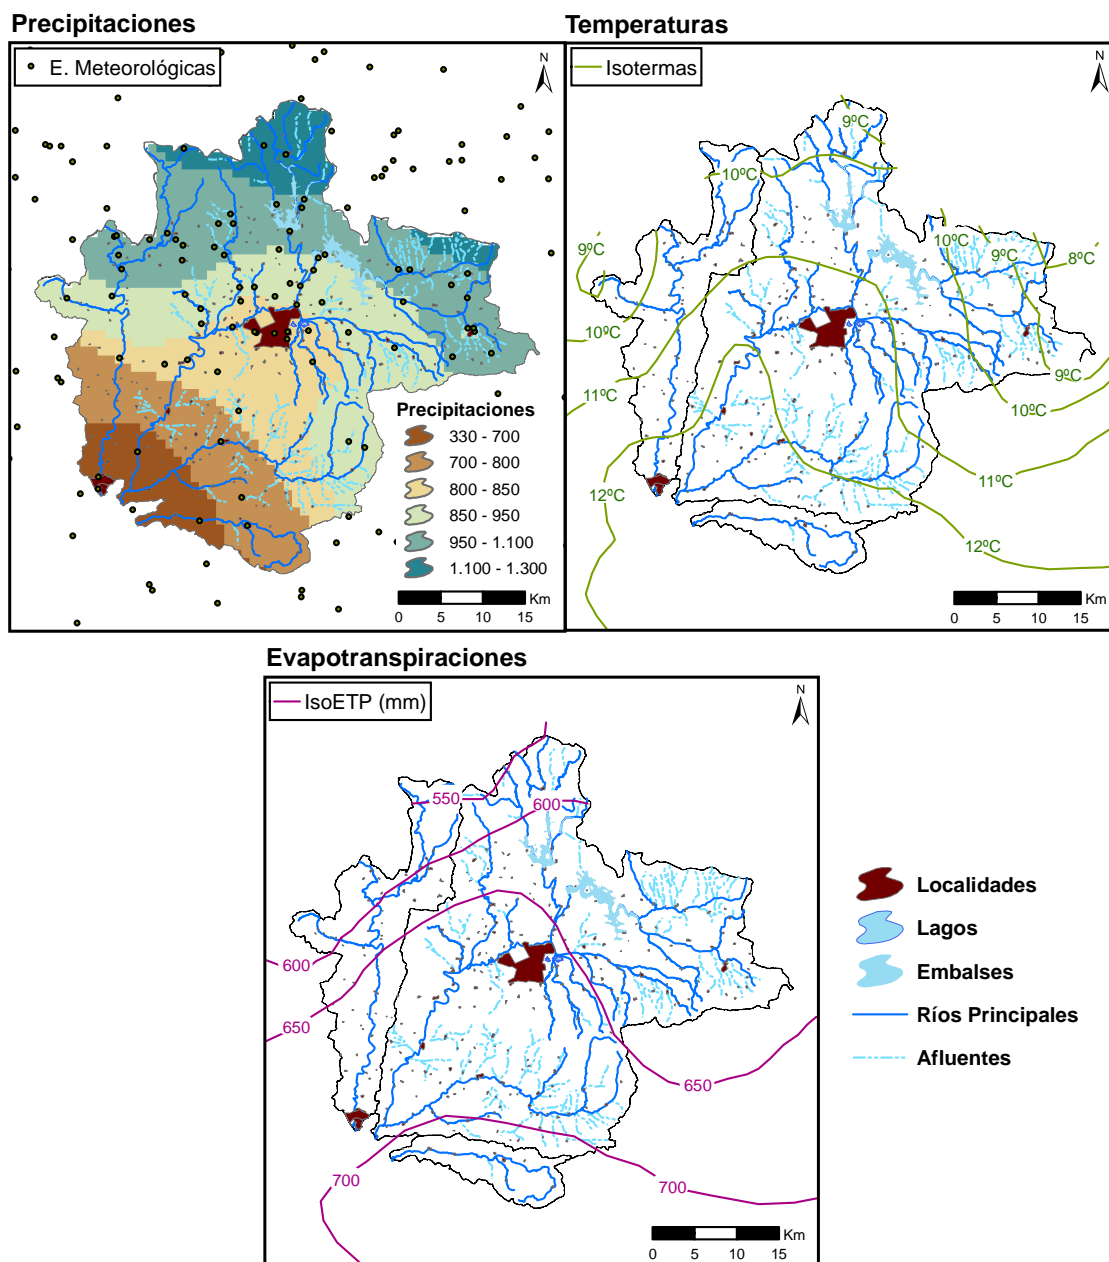 Precipitaciones
E. Meteorológicas
N
Precipitaciones
330 - 700
700 - 800
800 - 850
850 - 950
950 - 1.100
1.100 - 1.300
Km
0 5 10 15
Temperaturas
Isotermas
N
9ºC
10ºC
9ºC
10ºC
9ºC
8ºC
10ºC
11ºC
9ºC
10ºC
11ºC
12ºC
12ºC
Km
0 5 10 15
Evapotranspiraciones
IsoETP (mm)
N
550
600
600
650
650
700
700
Km
0 5 10 15
Localidades
Lagos
Embalses
Ríos Principales
Afluentes